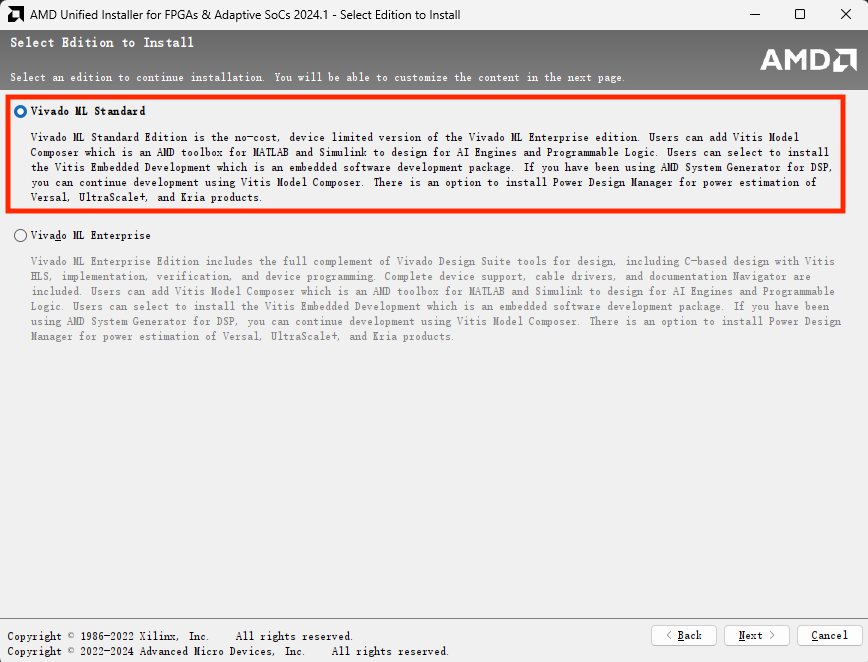 AMD Unified Installer for FPGAs & Adaptive SoCs 2024.1 - Select Edition to Install
Select Edition to Install
Select an edition to continue installation. You will be able to customize the content in the next page.
AMD
Vivado ML Standard
Vivado ML Standard Edition is the no-cost, device limited version of the Vivado ML Enterprise edition. Users can add Vitis Model
Composer which is an AMD toolbox for MATLAB and Simulink to design for AI Engines and Programmable Logic. Users can select to install
the Vitis Embedded Development which is an embedded software development package. If you have been using AMD System Generator for DSP,
you can continue development using Vitis Model Composer. There is an option to install Power Design Manager for power estimation of
Versal, UltraScale+, and Kria products.
Vivado ML Enterprise
Vivado ML Enterprise Edition includes the full complement of Vivado Design Suite tools for design, including C-based design with Vitis
HLS, implementation, verification, and device programming. Complete device support, cable drivers, and documentation Navigator are
included. Users can add Vitis Model Composer which is an AMD toolbox for MATLAB and Simulink to design for AI Engines and Programmable
Logic. Users can select to install the Vitis Embedded Development which is an embedded software development package. If you have been
using AMD System Generator for DSP, you can continue development using Vitis Model Composer. There is an option to install Power Design
Manager for power estimation of Versal, UltraScale+, and Kria products.
Copyright © 1986-2022 Xilinx, Inc. All rights reserved.
Copyright © 2022-2024 Advanced Micro Devices, Inc. All rights reserved.
< Back
Next >
Cancel